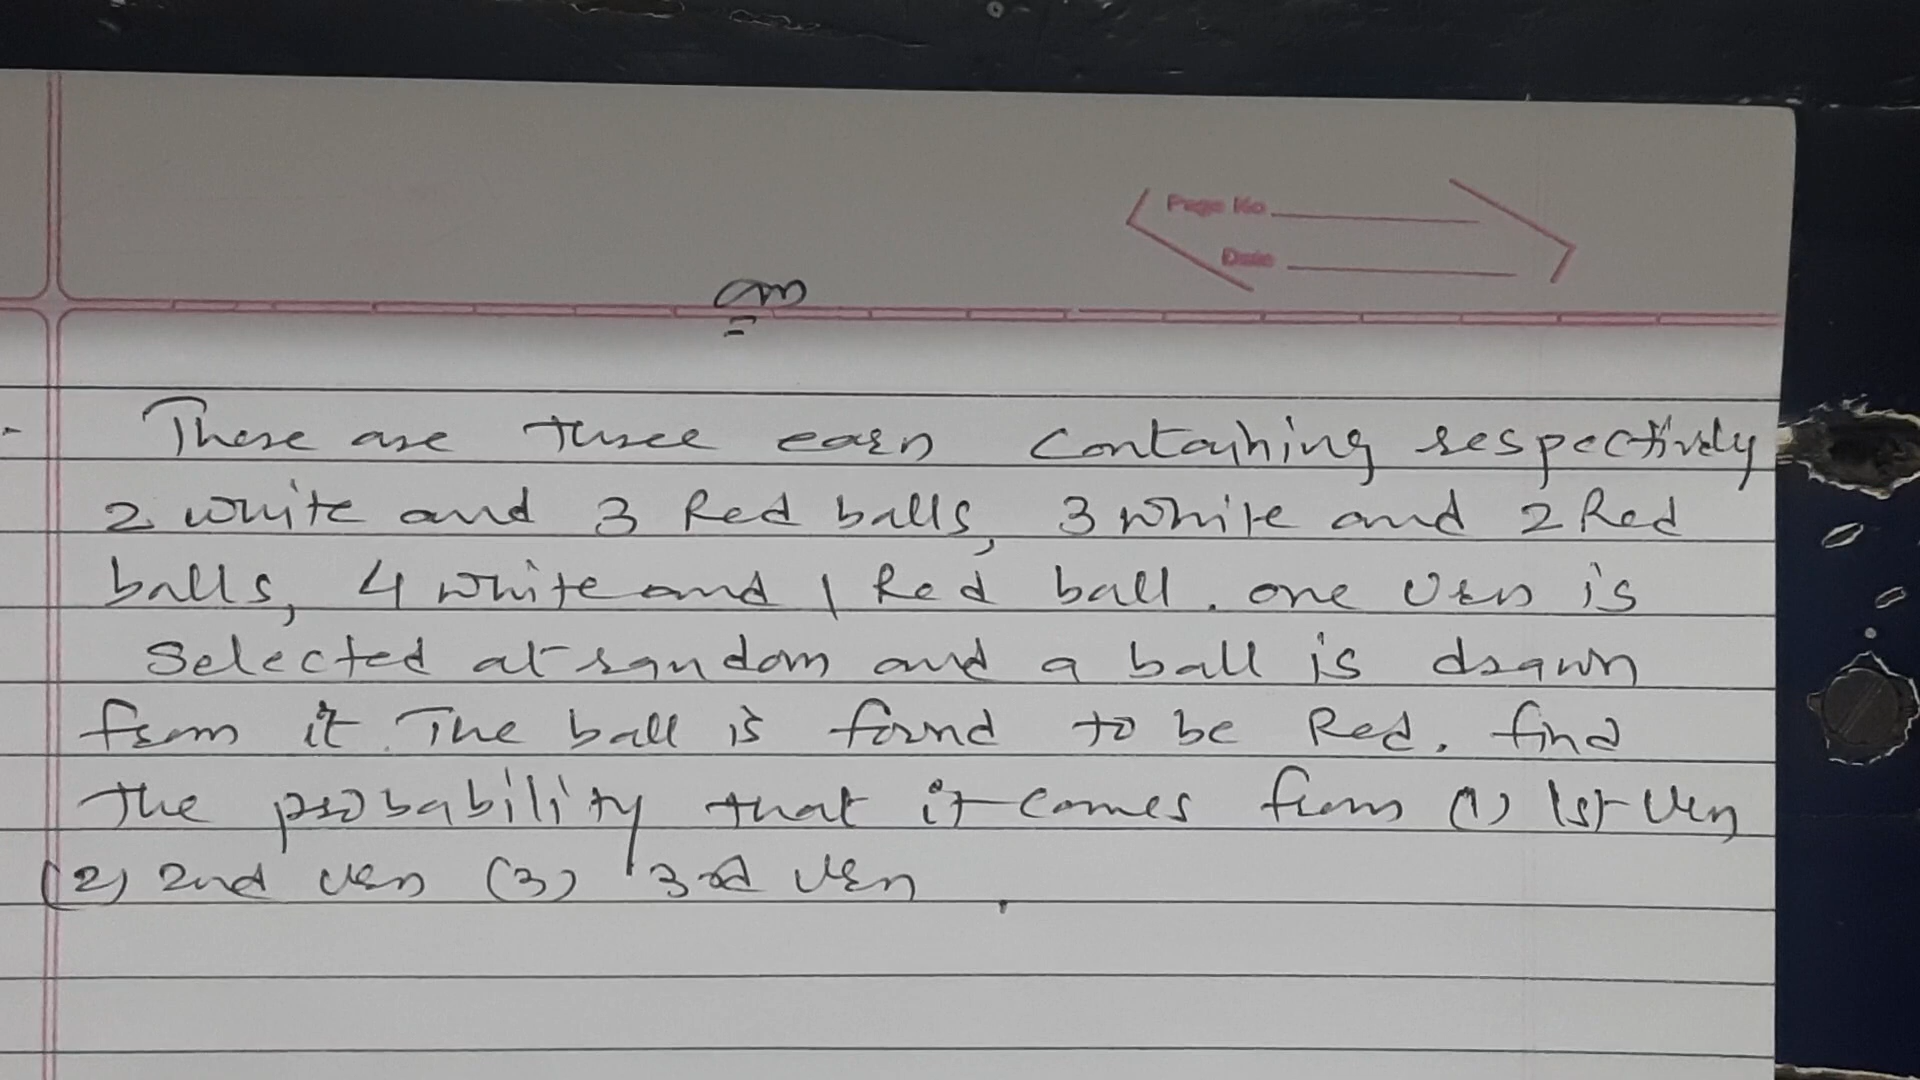 Page No
Date
om
There are three earn containing respectively
2 white and 3 Red balls, 3 white and 2 Red
balls, 4 white and 1 Red ball. one Urn is
Selected at random and a ball is drawn
from it. The ball is found to be Red. find
the probability that it comes from (1) 1st Urn
(2) 2nd Urn (3) 3rd Urn.